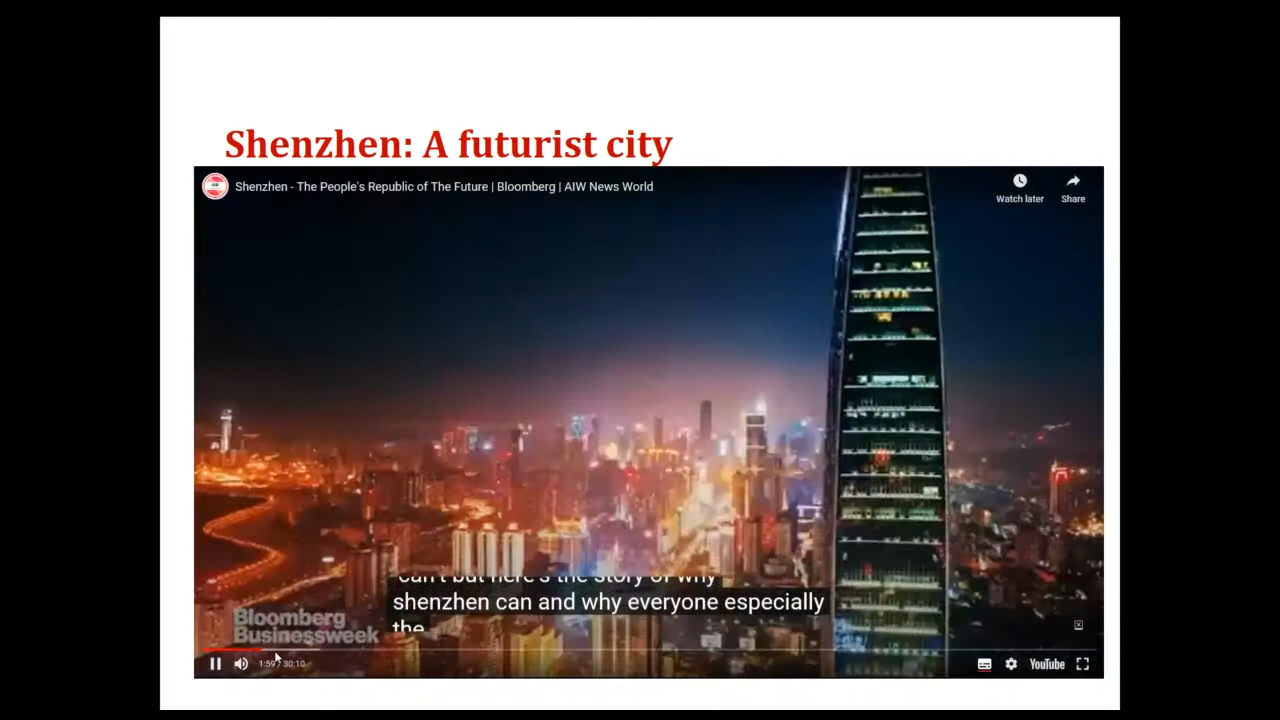 Shenzhen: A futurist city
Shenzhen - The People's Republic of The Future | Bloomberg | AIW News World
Watch later
Share
can't but here's the story of why
shenzhen can and why everyone especially
the
Bloomberg
Businessweek
1:59 / 30:10
YouTube